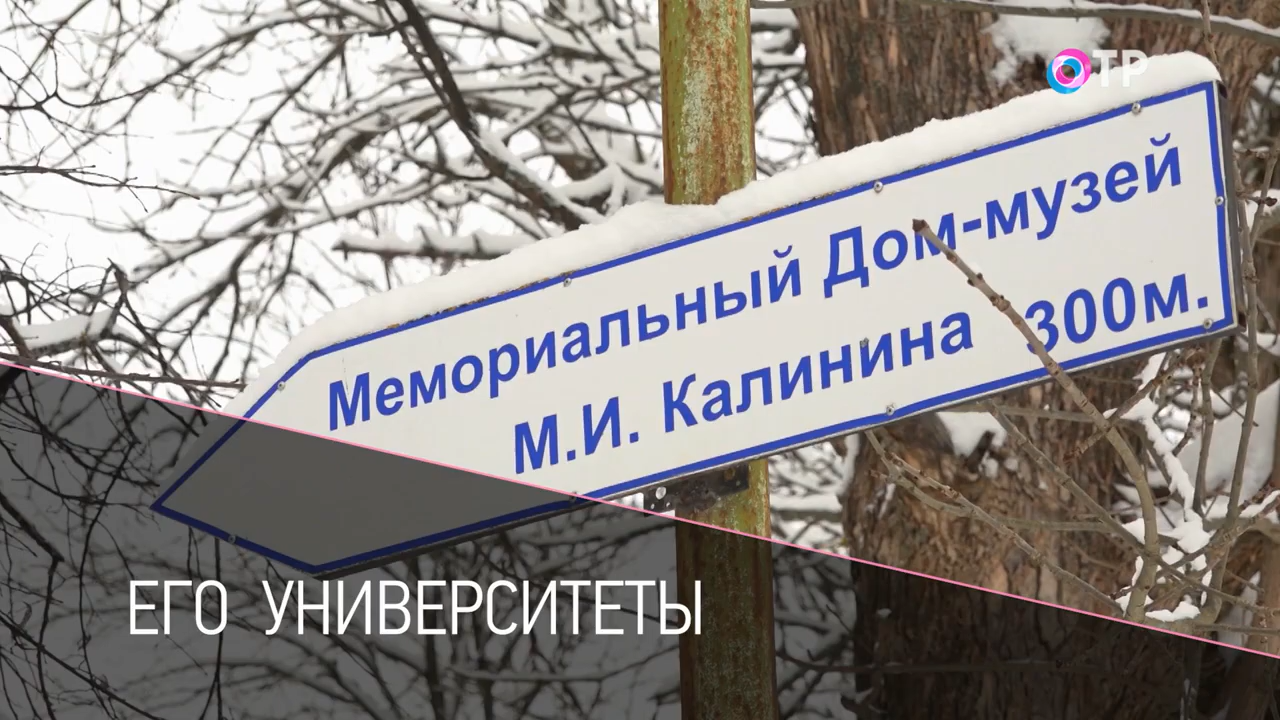 ОТР
Мемориальный Дом-музей
М.И. Калинина 300м.
ЕГО УНИВЕРСИТЕТЫ